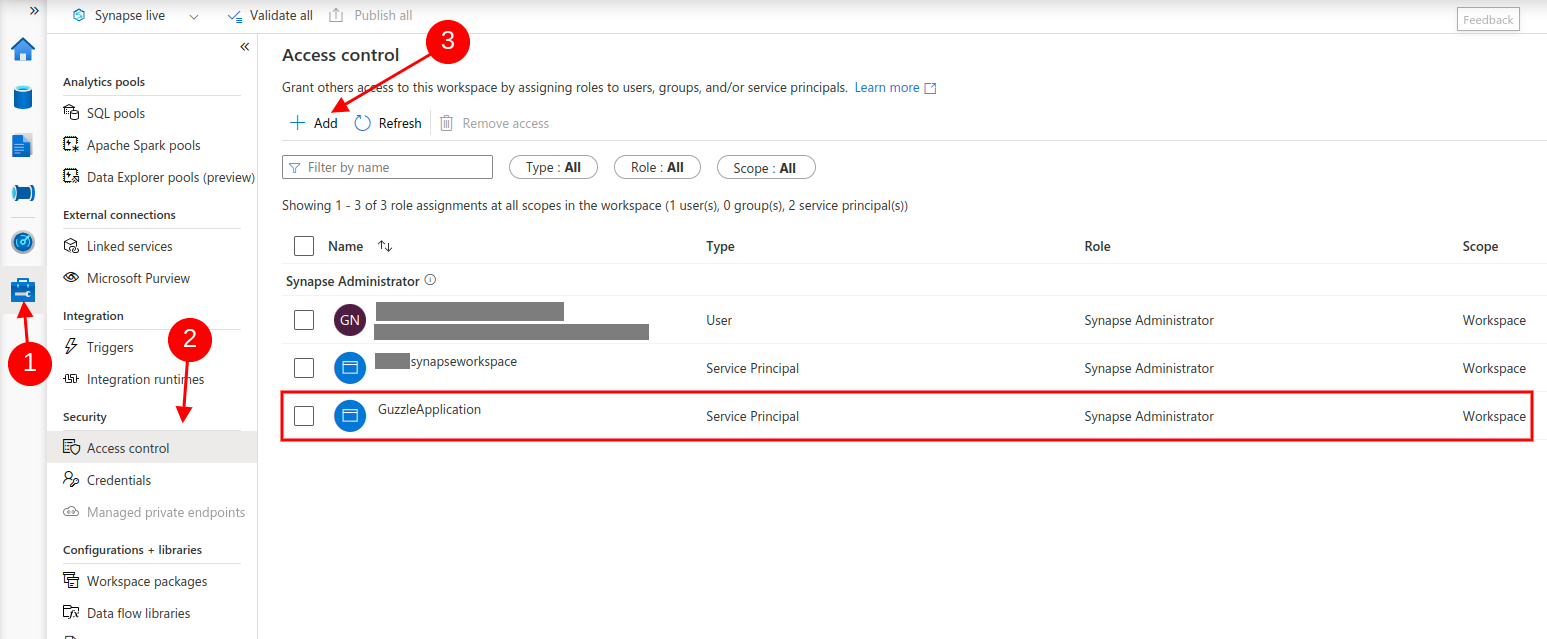 »
Synapse live
Validate all
Publish all
Feedback
«
Analytics pools
SQL pools
Apache Spark pools
Data Explorer pools (preview)
External connections
Linked services
Microsoft Purview
Integration
Triggers
Integration runtimes
Security
Access control
Credentials
Managed private endpoints
Configurations + libraries
Workspace packages
Data flow libraries
1
2
3
Access control
Grant others access to this workspace by assigning roles to users, groups, and/or service principals. Learn more
Add Refresh Remove access
Filter by name Type : All Role : All Scope : All
Showing 1 - 3 of 3 role assignments at all scopes in the workspace (1 user(s), 0 group(s), 2 service principal(s))
Name Type Role Scope
Synapse Administrator
GN User Synapse Administrator Workspace
synapseworkspace Service Principal Synapse Administrator Workspace
GuzzleApplication Service Principal Synapse Administrator Workspace